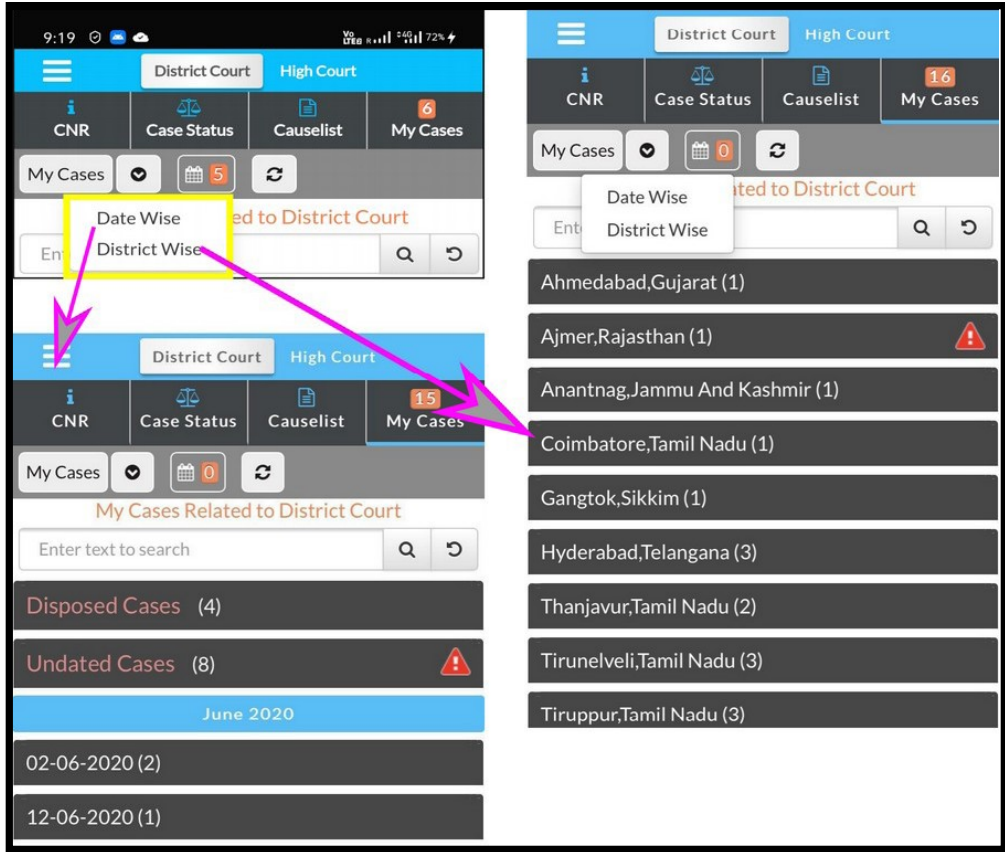 9:19 Vo LTEB R 4G 72%
District Court High Court
CNR Case Status Causelist 6 My Cases
My Cases 5
Date Wise
District Wise
ed to District Court
En
District Court High Court
CNR Case Status Causelist 15 My Cases
My Cases 0
My Cases Related to District Court
Enter text to search
Disposed Cases (4)
Undated Cases (8)
June 2020
02-06-2020 (2)
12-06-2020 (1)
District Court High Court
CNR Case Status Causelist 16 My Cases
My Cases 0
Date Wise
District Wise
ated to District Court
Ent
Ahmedabad,Gujarat (1)
Ajmer,Rajasthan (1)
Anantnag,Jammu And Kashmir (1)
Coimbatore,Tamil Nadu (1)
Gangtok,Sikkim (1)
Hyderabad,Telangana (3)
Thanjavur,Tamil Nadu (2)
Tirunelveli,Tamil Nadu (3)
Tiruppur,Tamil Nadu (3)